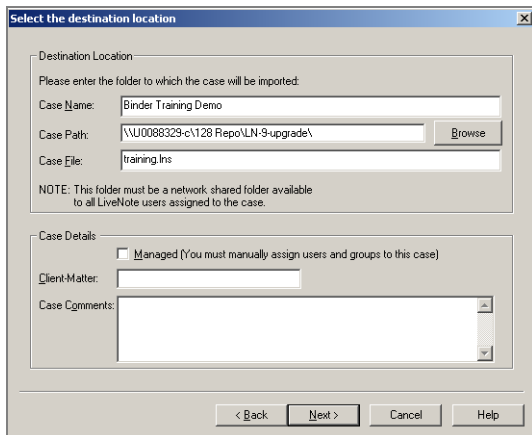 Select the destination location
Destination Location
Please enter the folder to which the case will be imported:
Case Name: Binder Training Demo
Case Path: \\U0088329-c\128 Repo\LN-9-upgrade\ Browse
Case File: training.lns
NOTE: This folder must be a network shared folder available
to all LiveNote users assigned to the case.
Case Details
Managed (You must manually assign users and groups to this case)
Client-Matter:
Case Comments:
< Back Next > Cancel Help